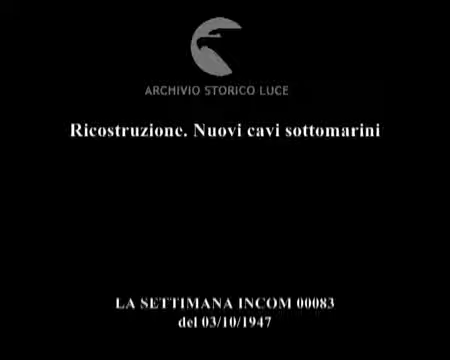 ARCHIVIO STORICO LUCE
Ricostruzione. Nuovi cavi sottomarini
LA SETTIMANA INCOM 00083
del 03/10/1947